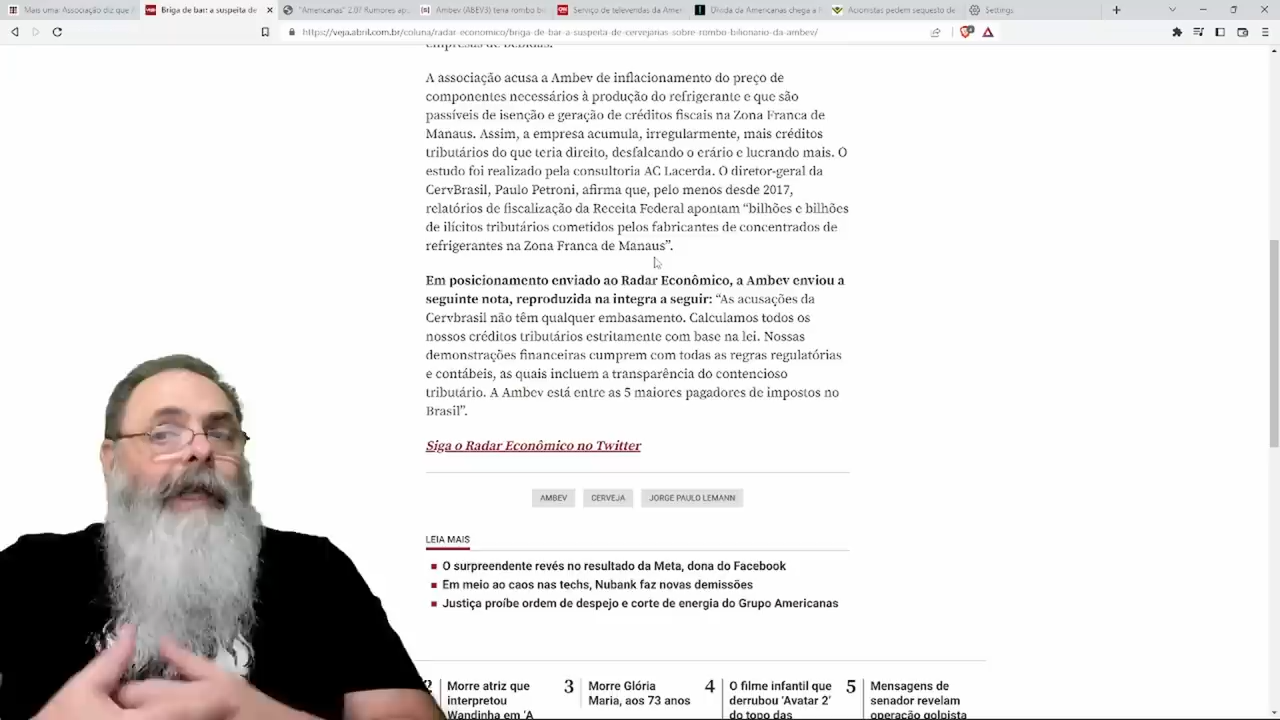 Mais uma: Associação diz que
Briga de bar: a suspeita de
"Americanas" 2.0? Rumores
Ambev (ABEV3) tena rombo
Serviço de televendas da
Dívida da Americanas chega a
Acionistas pedem sequestro de
Settings
https://veja.abril.com.br/coluna/radar-economico/briga-de-bar-a-suspeita-de-cervejarias-sobre-rombo-bilionario-da-ambev/
empresas de bebidas.
A associação acusa a Ambev de inflacionamento do preço de
componentes necessários à produção do refrigerante e que são
passíveis de isenção e geração de créditos fiscais na Zona Franca de
Manaus. Assim, a empresa acumula, irregularmente, mais créditos
tributários do que teria direito, desfalcando o erário e lucrando mais. O
estudo foi realizado pela consultoria AC Lacerda. O diretor-geral da
CervBrasil, Paulo Petroni, afirma que, pelo menos desde 2017,
relatórios de fiscalização da Receita Federal apontam “bilhões e bilhões
de ilícitos tributários cometidos pelos fabricantes de concentrados de
refrigerantes na Zona Franca de Manaus”.
Em posicionamento enviado ao Radar Econômico, a Ambev enviou a
seguinte nota, reproduzida na integra a seguir: “As acusações da
Cervbrasil não têm qualquer embasamento. Calculamos todos os
nossos créditos tributários estritamente com base na lei. Nossas
demonstrações financeiras cumprem com todas as regras regulatórias
e contábeis, as quais incluem a transparência do contencioso
tributário. A Ambev está entre as 5 maiores pagadores de impostos no
Brasil”.
Siga o Radar Econômico no Twitter
AMBEV
CERVEJA
JORGE PAULO LEMANN
LEIA MAIS
O surpreendente revés no resultado da Meta, dona do Facebook
Em meio ao caos nas techs, Nubank faz novas demissões
Justiça proíbe ordem de despejo e corte de energia do Grupo Americanas
2
Morre atriz que
interpretou
Wandinha em 'A
3
Morre Glória
Maria, aos 73 anos
4
O filme infantil que
derrubou 'Avatar 2'
do topo das
5
Mensagens de
senador revelam
operação golpista